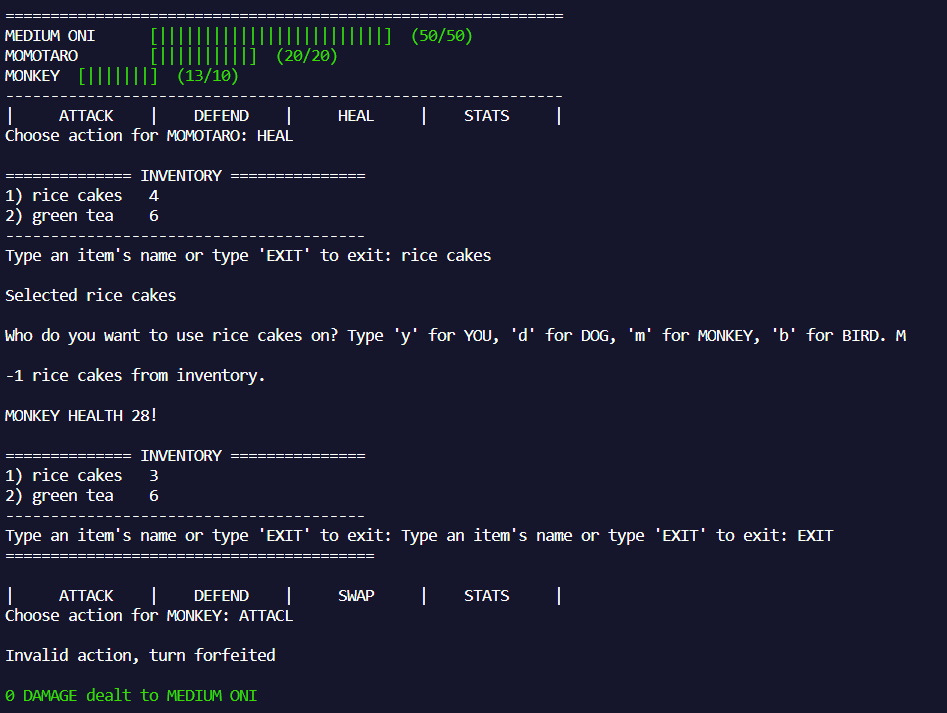 ==============================================================
MEDIUM ONI      [|||||||||||||||||||||||||]  (50/50)
MOMOTARO        [||||||||||]  (20/20)
MONKEY  [|||||||]  (13/10)
--------------------------------------------------------------
|     ATTACK    |    DEFEND    |     HEAL     |    STATS     |
Choose action for MOMOTARO: HEAL

============== INVENTORY ===============
1) rice cakes   4
2) green tea    6
----------------------------------------
Type an item's name or type 'EXIT' to exit: rice cakes

Selected rice cakes

Who do you want to use rice cakes on? Type 'y' for YOU, 'd' for DOG, 'm' for MONKEY, 'b' for BIRD. M

-1 rice cakes from inventory.

MONKEY HEALTH 28!

============== INVENTORY ===============
1) rice cakes   3
2) green tea    6
----------------------------------------
Type an item's name or type 'EXIT' to exit: Type an item's name or type 'EXIT' to exit: EXIT
=========================================

|     ATTACK    |    DEFEND    |     SWAP     |    STATS     |
Choose action for MONKEY: ATTACL

Invalid action, turn forfeited

0 DAMAGE dealt to MEDIUM ONI